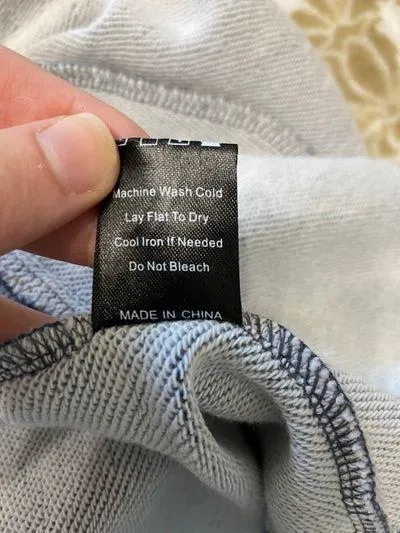 Machine Wash Cold
Lay Flat To Dry
Cool Iron If Needed
Do Not Bleach
MADE IN CHINA